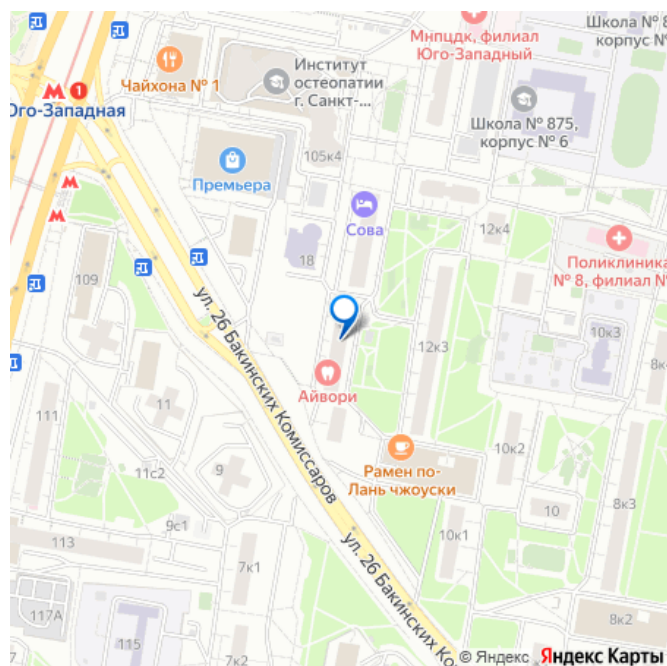 Мнпцдк, филиал
Юго-Западный
Школа № 8
корпус №
Чайхона № 1
Институт
остеопатии
г. Санкт-...
М 1
Юго-Западная
Школа № 875,
корпус № 6
105к4
Премьера
М
Сова
М
12к4
18
Поликлиника
№ 8, филиал №
109
ул. 26 Бакинских Комиссаров
10к3
12к3
Айвори
111
11
10к2
Рамен по-
Лань чжоуски
11с2
9
8к3
10
9с1
113
7к1
ул. 26 Бакинских Ко
10к1
117А
8к2
115
7к2
© Яндекс Яндекс Карты